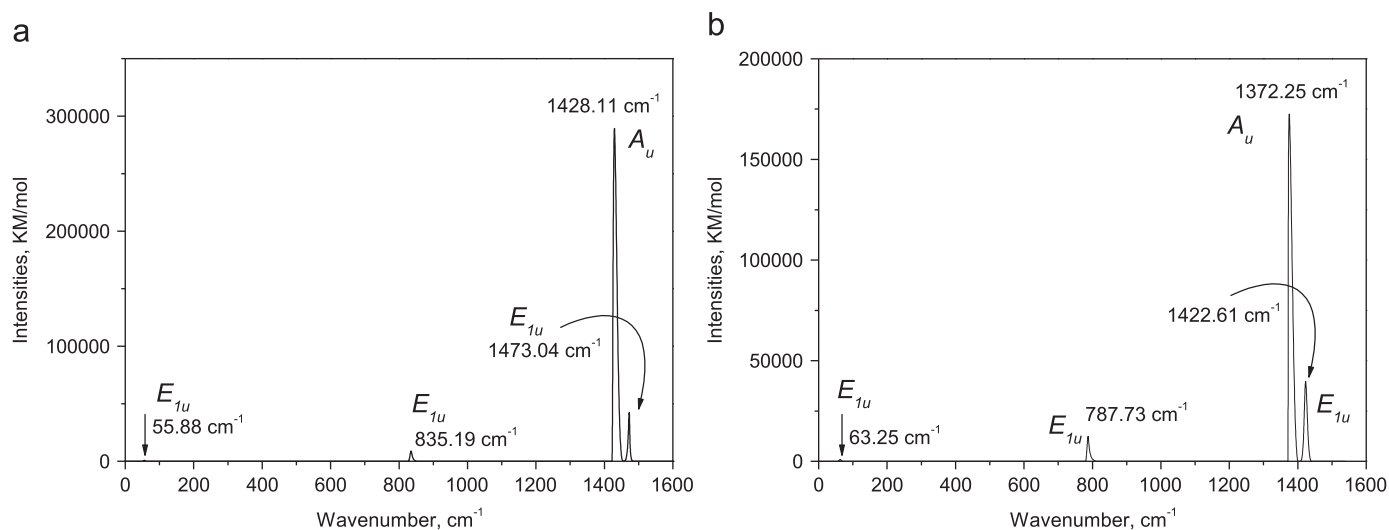 a
300000
200000
100000
0
Intensities, KM/mol
1428.11 cm⁻¹
Aᵤ
E₁ᵤ
1473.04 cm⁻¹
E₁ᵤ
55.88 cm⁻¹
E₁ᵤ
835.19 cm⁻¹
0 200 400 600 800 1000 1200 1400 1600
Wavenumber, cm⁻¹
b
200000
150000
100000
50000
0
Intensities, KM/mol
1372.25 cm⁻¹
Aᵤ
1422.61 cm⁻¹
E₁ᵤ
E₁ᵤ
63.25 cm⁻¹
787.73 cm⁻¹
E₁ᵤ
0 200 400 600 800 1000 1200 1400 1600
Wavenumber, cm⁻¹